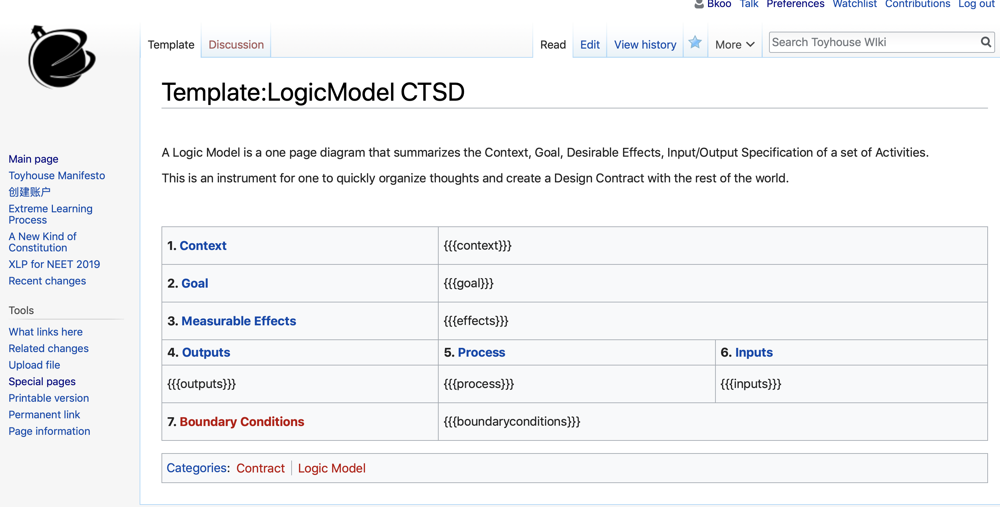 Bkoo Talk Preferences Watchlist Contributions Log out
Template Discussion Read Edit View history More Search Toyhouse WIki
Template:LogicModel CTSD
Main page
Toyhouse Manifesto
创建账户
Extreme Learning
Process
A New Kind of
Constitution
XLP for NEET 2019
Recent changes
Tools
What links here
Related changes
Upload file
Special pages
Printable version
Permanent link
Page information
A Logic Model is a one page diagram that summarizes the Context, Goal, Desirable Effects, Input/Output Specification of a set of Activities.
This is an instrument for one to quickly organize thoughts and create a Design Contract with the rest of the world.
1. Context {{{context}}}
2. Goal {{{goal}}}
3. Measurable Effects {{{effects}}}
4. Outputs 5. Process 6. Inputs
{{{outputs}}} {{{process}}} {{{inputs}}}
7. Boundary Conditions {{{boundaryconditions}}}
Categories: Contract | Logic Model